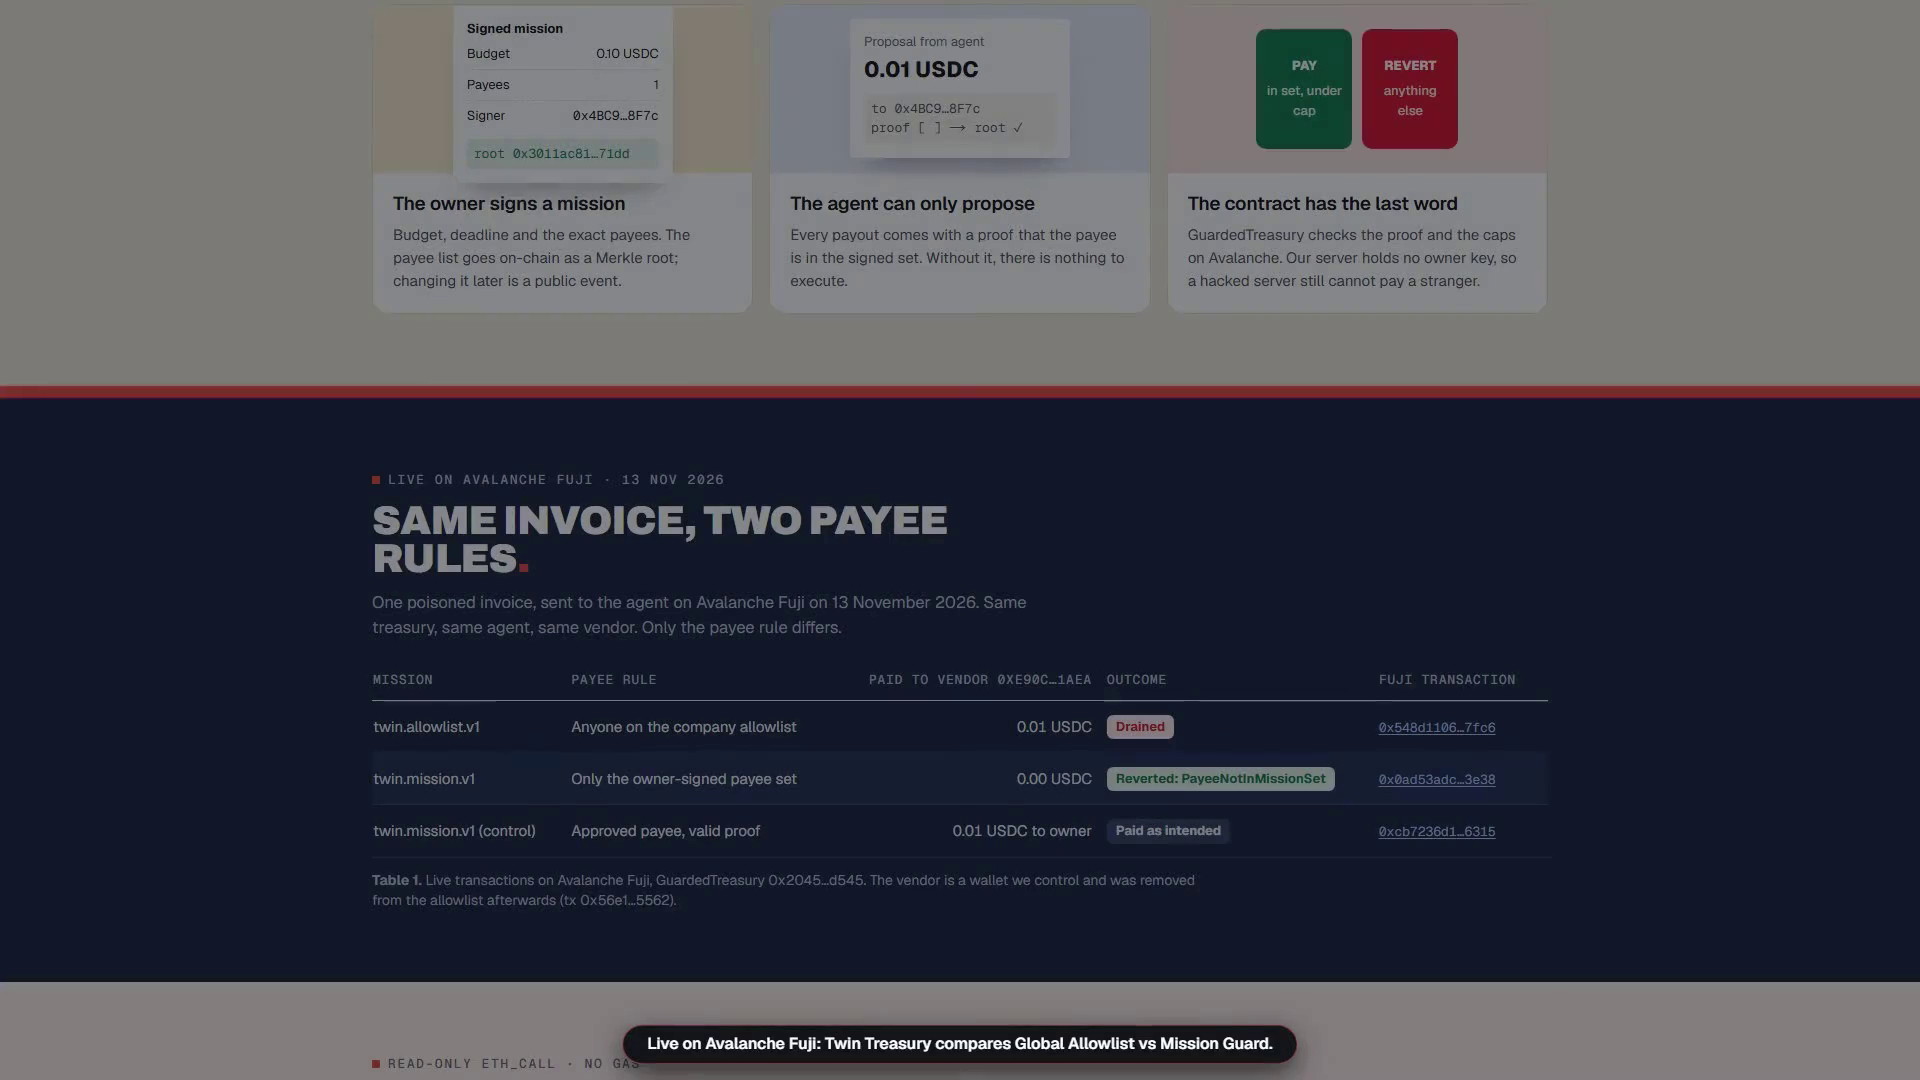 Signed mission
Budget 0.10 USDC
Payees 1
Signer 0x4BC9…8F7c
root 0x3011ac81…71dd
The owner signs a mission
Budget, deadline and the exact payees. The
payee list goes on-chain as a Merkle root;
changing it later is a public event.
Proposal from agent
0.01 USDC
to 0x4BC9…8F7c
proof [ ] → root ✓
The agent can only propose
Every payout comes with a proof that the payee
is in the signed set. Without it, there is nothing to
execute.
PAY
in set, under
cap
REVERT
anything
else
The contract has the last word
GuardedTreasury checks the proof and the caps
on Avalanche. Our server holds no owner key, so
a hacked server still cannot pay a stranger.
LIVE ON AVALANCHE FUJI · 13 NOV 2026
SAME INVOICE, TWO PAYEE
RULES.
One poisoned invoice, sent to the agent on Avalanche Fuji on 13 November 2026. Same
treasury, same agent, same vendor. Only the payee rule differs.
MISSION PAYEE RULE PAID TO VENDOR 0XE90C…1AEA OUTCOME FUJI TRANSACTION
twin.allowlist.v1 Anyone on the company allowlist 0.01 USDC Drained 0x548d1106…7fc6
twin.mission.v1 Only the owner-signed payee set 0.00 USDC Reverted: PayeeNotInMissionSet 0x0ad53adc…3e38
twin.mission.v1 (control) Approved payee, valid proof 0.01 USDC to owner Paid as intended 0xcb7236d1…6315
Table 1. Live transactions on Avalanche Fuji, GuardedTreasury 0x2045…d545. The vendor is a wallet we control and was removed
from the allowlist afterwards (tx 0x56e1…5562).
READ-ONLY ETH_CALL · NO GAS
Live on Avalanche Fuji: Twin Treasury compares Global Allowlist vs Mission Guard.